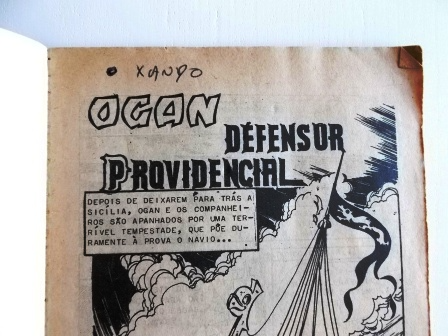 XANDO
OGAN
DEFENSOR
PROVIDENCIAL
DEPOIS DE DEIXAREM PARA TRÁS A
SICÍLIA, OGAN E OS COMPANHEI-
ROS SÃO APANHADOS POR UMA TER-
RÍVEL TEMPESTADE, QUE PÕE DU-
RAMENTE À PROVA O NAVIO...